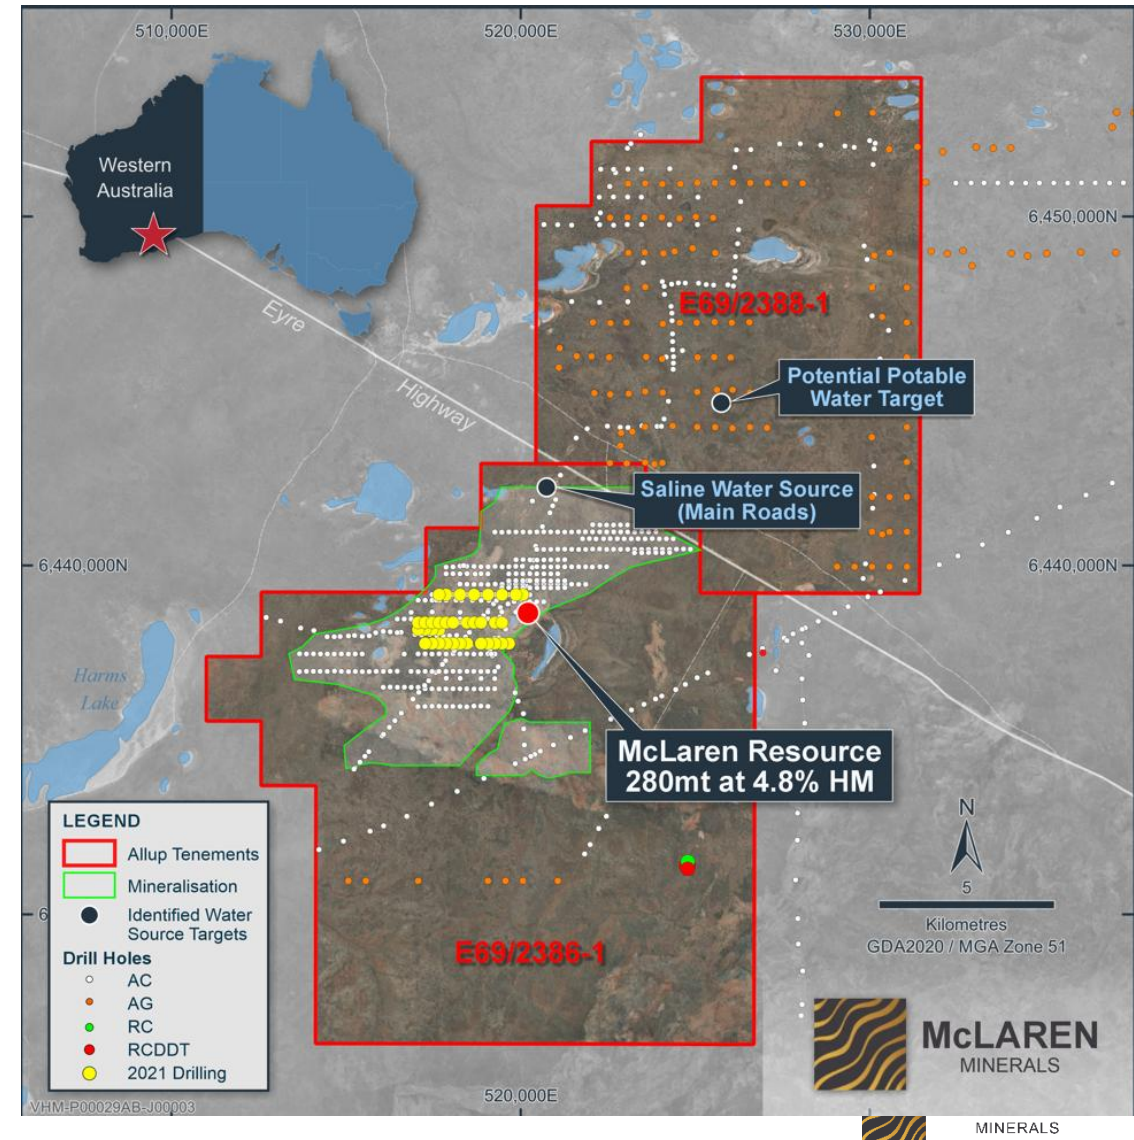 510,000E
520,000E
530,000E
Western
Australia
6,450,000N
Eyre
Highway
E69/2388-1
Potential Potable
Water Target
Saline Water Source
(Main Roads)
6,440,000N
6,440,000N
Harms
Lake
McLaren Resource
280mt at 4.8% HM
LEGEND
Allup Tenements
Mineralisation
Identified Water
Source Targets
Drill Holes
AC
AG
RC
RCDDT
2021 Drilling
6
E69/2386-1
N
5
Kilometres
GDA2020 / MGA Zone 51
McLAREN
MINERALS
520,000E
VHM-P00029AB-J00003
MINERALS